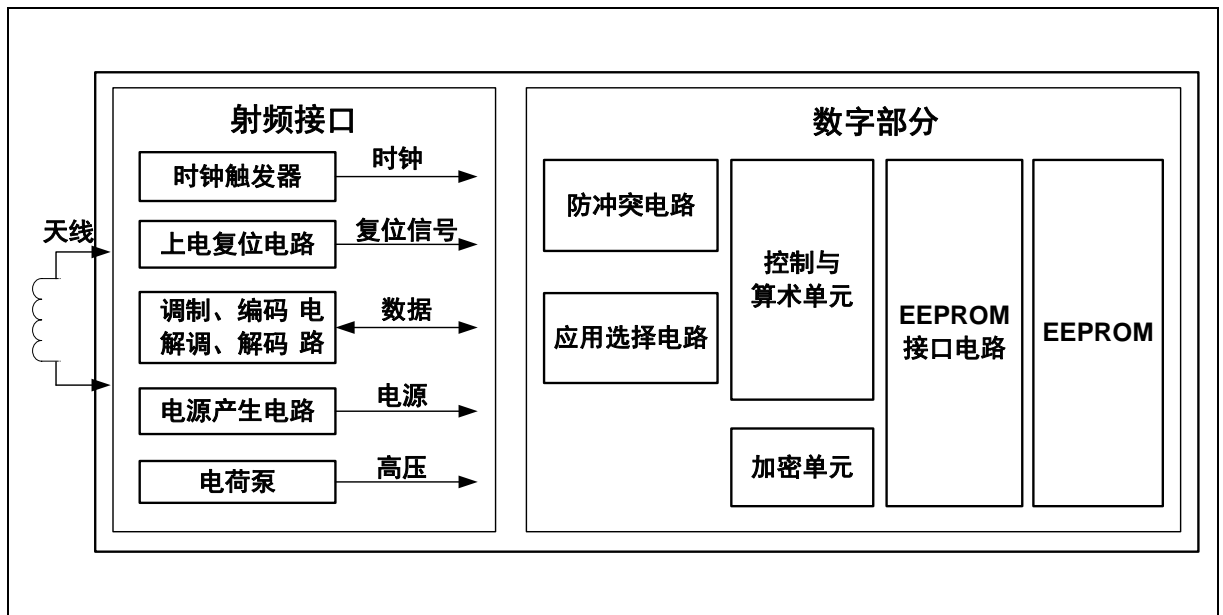 射频接口
数字部分
天线
时钟触发器
时钟
上电复位电路
复位信号
调制、编码 电
解调、解码 路
数据
电源产生电路
电源
电荷泵
高压
防冲突电路
应用选择电路
控制与
算术单元
加密单元
EEPROM
接口电路
EEPROM